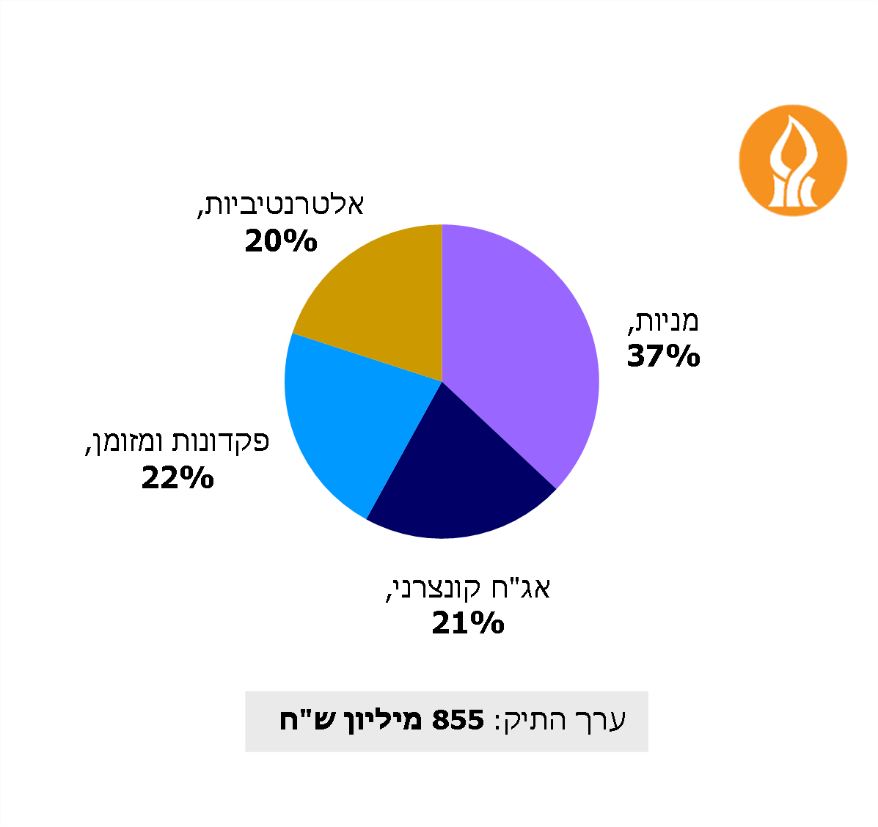 אלטרנטיביות,
20%
מניות,
37%
פקדונות ומזומן,
22%
אג"ח קונצרני,
21%
ערך התיק: 855 מיליון ש"ח